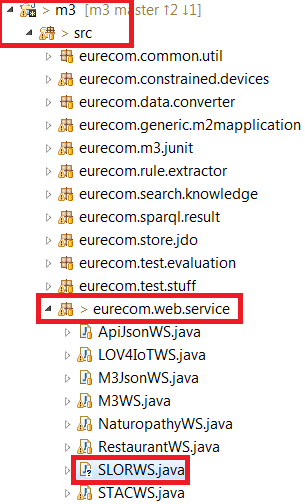 > m3 [m3 master ↑2 ↓1]
> src
eurecom.common.util
eurecom.constrained.devices
eurecom.data.converter
eurecom.generic.m2mapplication
eurecom.m3.junit
eurecom.rule.extractor
eurecom.search.knowledge
eurecom.sparql.result
eurecom.store.jdo
eurecom.test.evaluation
eurecom.test.stuff
> eurecom.web.service
ApiJsonWS.java
LOV4IoTWS.java
M3JsonWS.java
M3WS.java
NaturopathyWS.java
RestaurantWS.java
SLORWS.java
STACWS.java